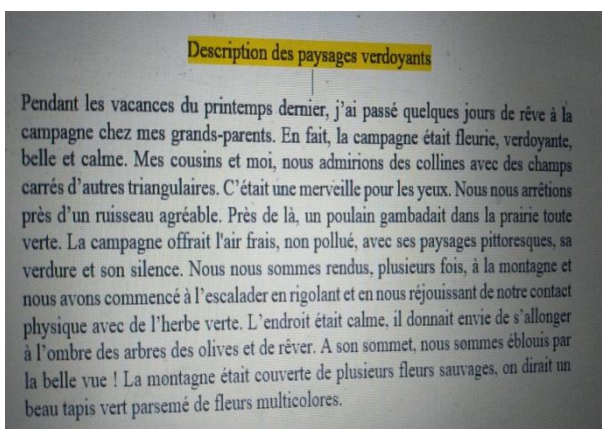 Description des paysages verdoyants
Pendant les vacances du printemps dernier, j'ai passé quelques jours de rêve à la
campagne chez mes grands-parents. En fait, la campagne était fleurie, verdoyante,
belle et calme. Mes cousins et moi, nous admirions des collines avec des champs
carrés d'autres triangulaires. C'était une merveille pour les yeux. Nous nous arrêtions
près d'un ruisseau agréable. Près de là, un poulain gambadait dans la prairie toute
verte. La campagne offrait l'air frais, non pollué, avec ses paysages pittoresques, sa
verdure et son silence. Nous nous sommes rendus, plusieurs fois, à la montagne et
nous avons commencé à l'escalader en rigolant et en nous réjouissant de notre contact
physique avec de l'herbe verte. L'endroit était calme, il donnait envie de s'allonger
à l'ombre des arbres des olives et de rêver. A son sommet, nous sommes éblouis par
la belle vue ! La montagne était couverte de plusieurs fleurs sauvages, on dirait un
beau tapis vert parsemé de fleurs multicolores.